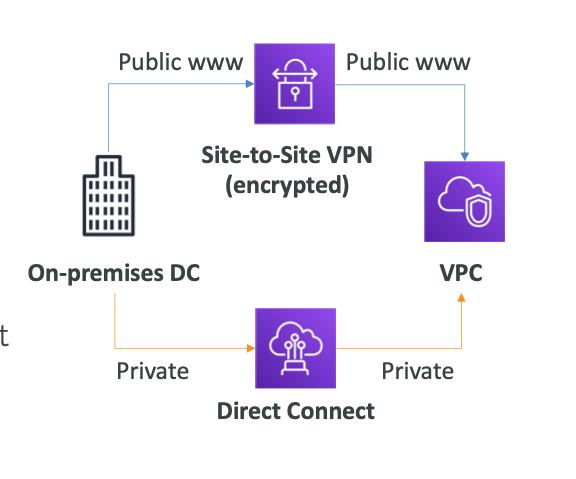 Public www
Public www
Site-to-Site VPN
(encrypted)
On-premises DC
VPC
t
Private
Private
Direct Connect